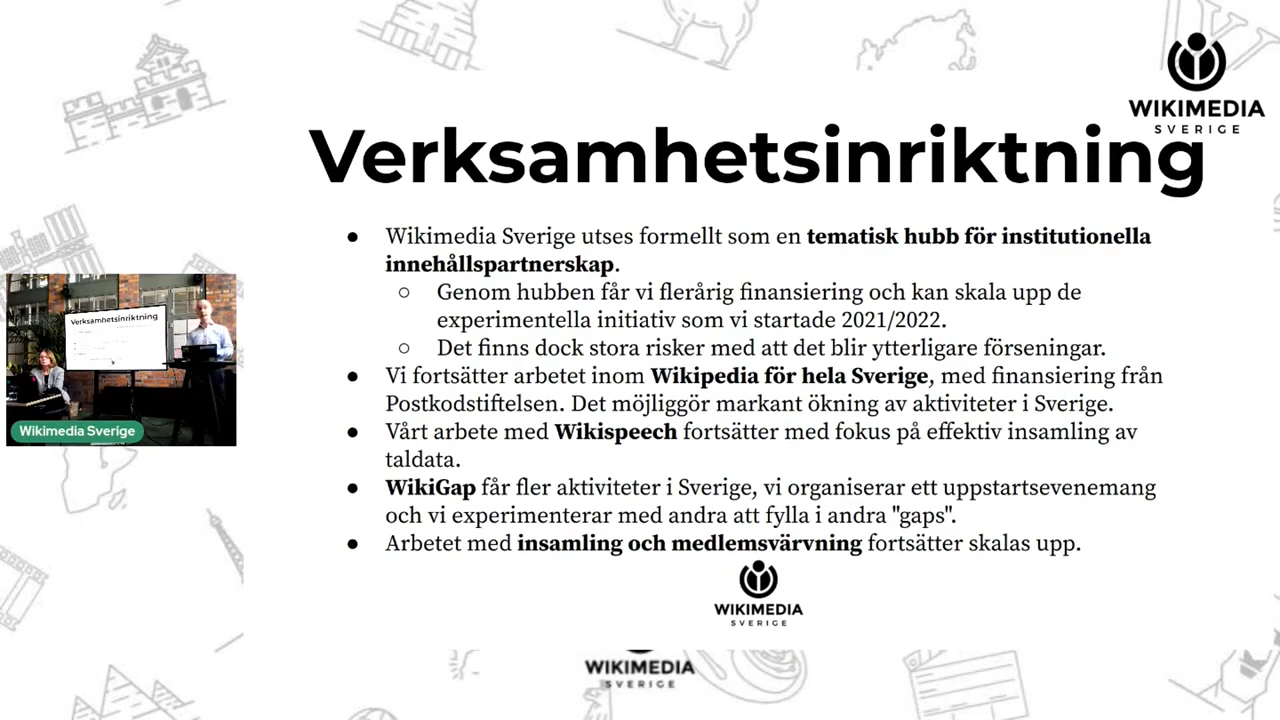 WIKIMEDIA
SVERIGE
Verksamhetsinriktning
● Wikimedia Sverige utses formellt som en tematisk hubb för institutionella
innehållspartnerskap.
○ Genom hubben får vi flerårig finansiering och kan skala upp de
experimentella initiativ som vi startade 2021/2022.
○ Det finns dock stora risker med att det blir ytterligare förseningar.
● Vi fortsätter arbetet inom Wikipedia för hela Sverige, med finansiering från
Postkodstiftelsen. Det möjliggör markant ökning av aktiviteter i Sverige.
● Vårt arbete med Wikispeech fortsätter med fokus på effektiv insamling av
taldata.
● WikiGap får fler aktiviteter i Sverige, vi organiserar ett uppstartsevenemang
och vi experimenterar med andra att fylla i andra "gaps".
● Arbetet med insamling och medlemsvärvning fortsätter skalas upp.
Verksamhetsinriktning
Wikimedia Sverige
WIKIMEDIA
SVERIGE
WIKIMEDIA
SVERIGE